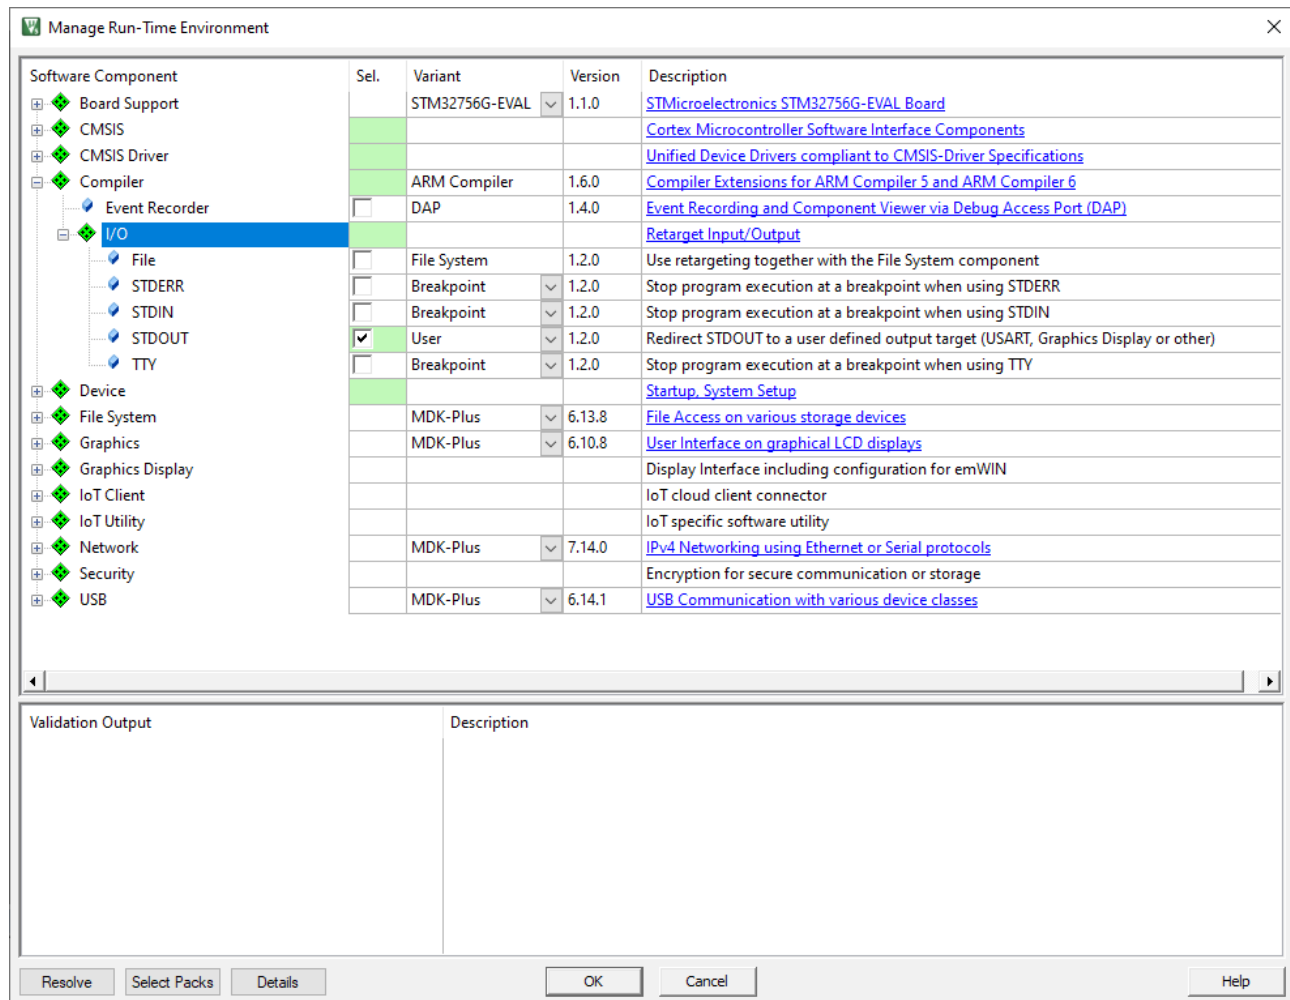 Manage Run-Time Environment
Software Component Sel. Variant Version Description
Board Support STM32756G-EVAL 1.1.0 STMicroelectronics STM32756G-EVAL Board
CMSIS Cortex Microcontroller Software Interface Components
CMSIS Driver Unified Device Drivers compliant to CMSIS-Driver Specifications
Compiler ARM Compiler 1.6.0 Compiler Extensions for ARM Compiler 5 and ARM Compiler 6
Event Recorder DAP 1.4.0 Event Recording and Component Viewer via Debug Access Port (DAP)
I/O Retarget Input/Output
File File System 1.2.0 Use retargeting together with the File System component
STDERR Breakpoint 1.2.0 Stop program execution at a breakpoint when using STDERR
STDIN Breakpoint 1.2.0 Stop program execution at a breakpoint when using STDIN
STDOUT User 1.2.0 Redirect STDOUT to a user defined output target (USART, Graphics Display or other)
TTY Breakpoint 1.2.0 Stop program execution at a breakpoint when using TTY
Device Startup, System Setup
File System MDK-Plus 6.13.8 File Access on various storage devices
Graphics MDK-Plus 6.10.8 User Interface on graphical LCD displays
Graphics Display Display Interface including configuration for emWIN
IoT Client IoT cloud client connector
IoT Utility IoT specific software utility
Network MDK-Plus 7.14.0 IPv4 Networking using Ethernet or Serial protocols
Security Encryption for secure communication or storage
USB MDK-Plus 6.14.1 USB Communication with various device classes
Validation Output Description
Resolve Select Packs Details OK Cancel Help